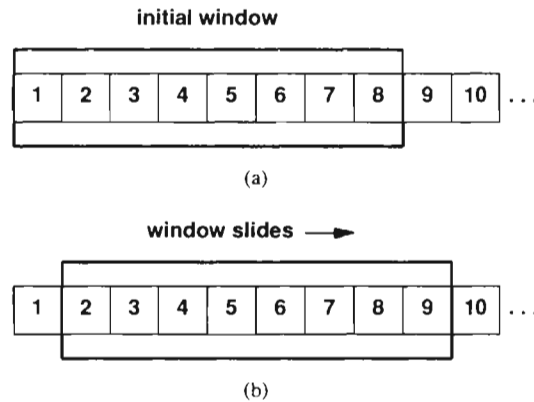 initial window
1 2 3 4 5 6 7 8 9 10 ...
(a)
window slides →
1 2 3 4 5 6 7 8 9 10 ...
(b)